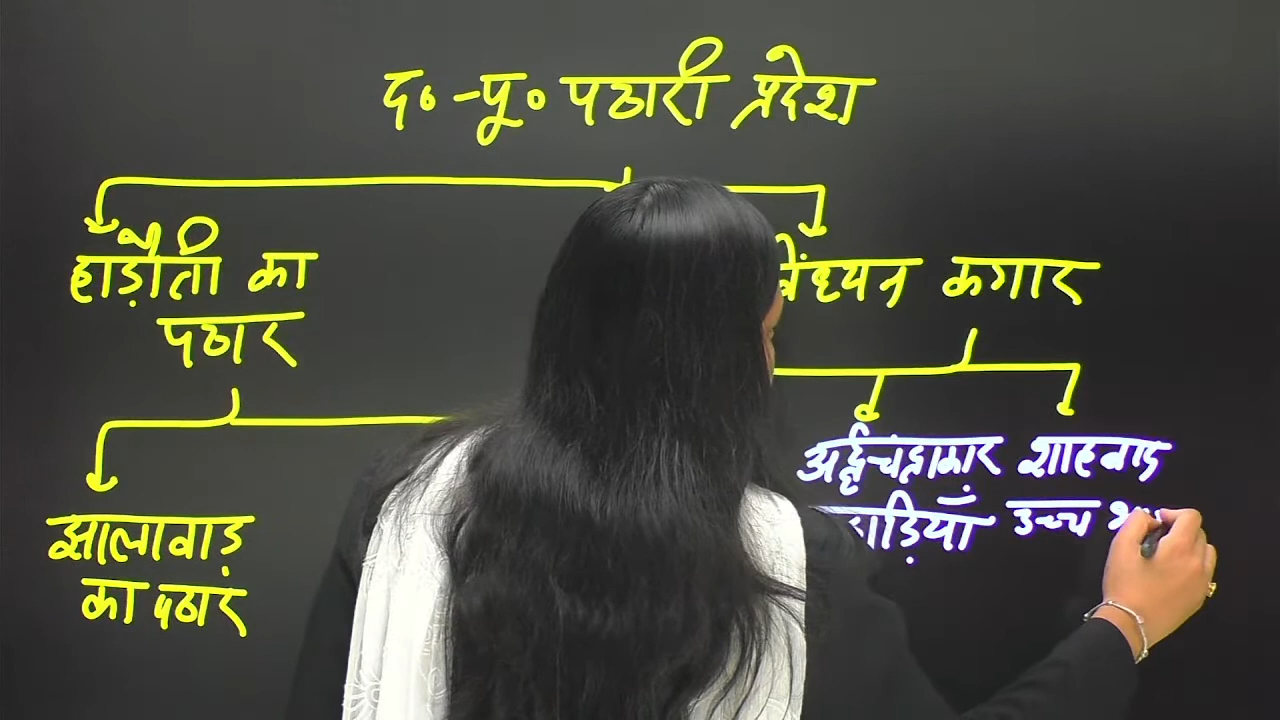 द॰-पू॰ पठारी प्रदेश
हाड़ौती का
पठार
झालावाड़
का पठार
विंध्यन कगार
अर्द्धचन्द्राकार
पहाड़ियाँ
शाहबाद
उच्च